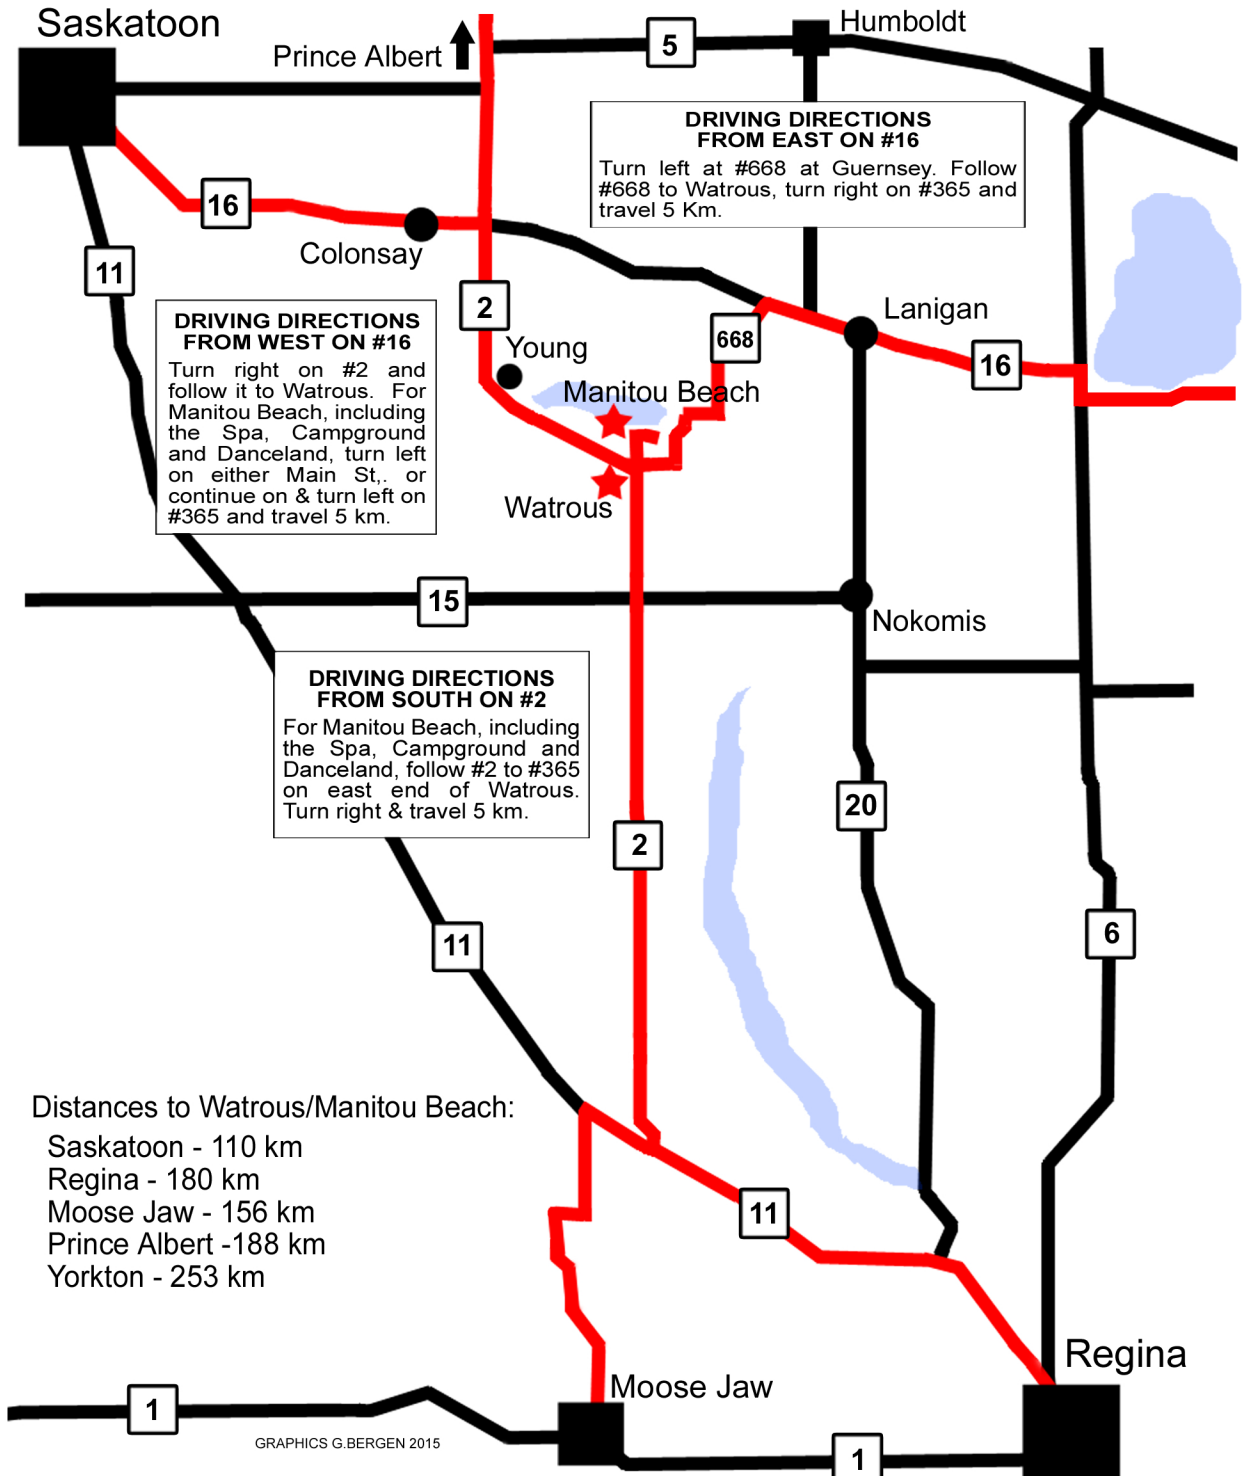 Saskatoon
Prince Albert
5
Humboldt
DRIVING DIRECTIONS
FROM EAST ON #16
Turn left at #668 at Guernsey. Follow
#668 to Watrous, turn right on #365 and
travel 5 Km.
16
Colonsay
11
2
DRIVING DIRECTIONS
FROM WEST ON #16
Turn right on #2 and
follow it to Watrous. For
Manitou Beach, including
the Spa, Campground
and Danceland, turn left
on either Main St,. or
continue on & turn left on
#365 and travel 5 km.
Lanigan
668
16
Young
Manitou Beach
Watrous
15
Nokomis
DRIVING DIRECTIONS
FROM SOUTH ON #2
For Manitou Beach, including
the Spa, Campground and
Danceland, follow #2 to #365
on east end of Watrous.
Turn right & travel 5 km.
20
2
11
6
Distances to Watrous/Manitou Beach:
Saskatoon - 110 km
Regina - 180 km
Moose Jaw - 156 km
Prince Albert -188 km
Yorkton - 253 km
11
Regina
Moose Jaw
1
GRAPHICS G.BERGEN 2015
1